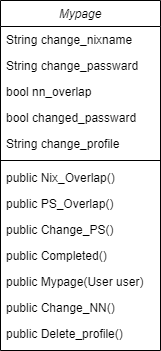 Mypage
String change_nixname
String change_passward
bool nn_overlap
bool changed_passward
String change_profile
public Nix_Overlap()
public PS_Overlap()
public Change_PS()
public Completed()
public Mypage(User user)
public Change_NN()
public Delete_profile()